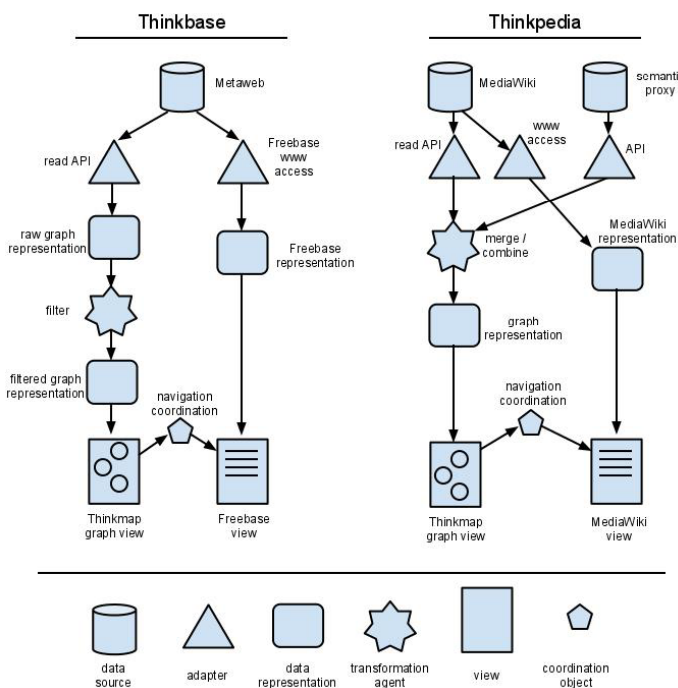 Thinkbase
Metaweb
read API
Freebase
www
access
raw graph
representation
Freebase
representation
filter
filtered graph
representation
navigation
coordination
Thinkmap
graph view
Freebase
view
Thinkpedia
MediaWiki
semanti
proxy
read API
www
access
API
merge /
combine
MediaWiki
representation
graph
representation
navigation
coordination
Thinkmap
graph view
MediaWiki
view
data
source
adapter
data
representation
transformation
agent
view
coordination
object